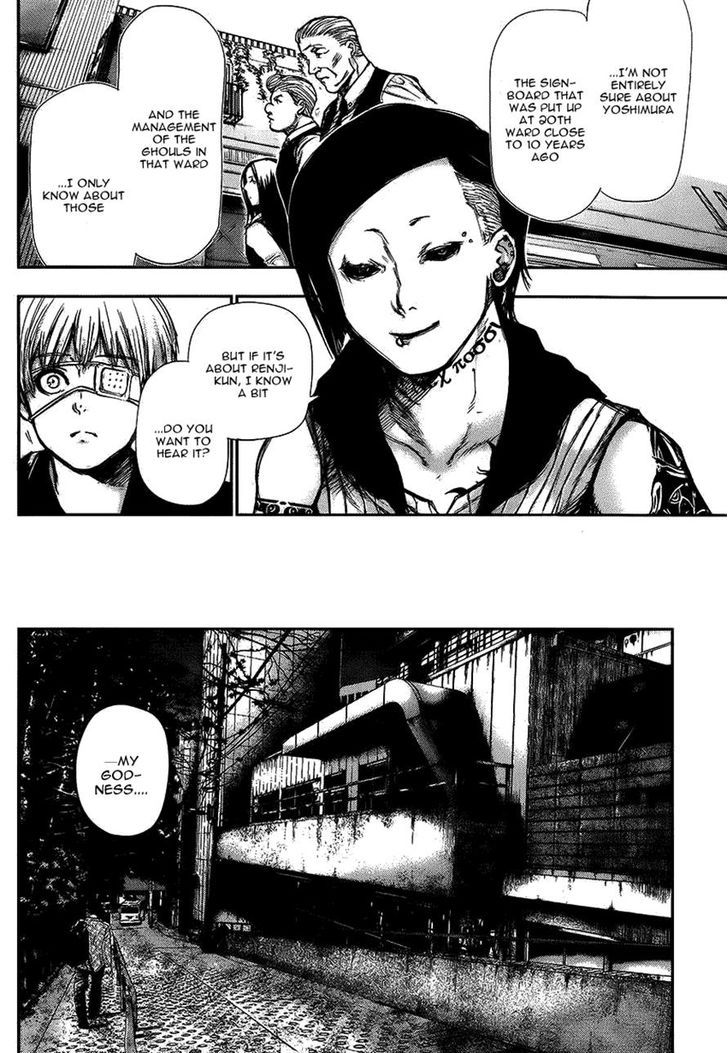 ...I'M NOT
ENTIRELY
SURE ABOUT
YOSHIMURA
THE SIGN-
BOARD THAT
WAS PUT UP
AT 20TH
WARD CLOSE
TO 10 YEARS
AGO
AND THE
MANAGEMENT
OF THE
GHOULS IN
THAT WARD
...I ONLY
KNOW ABOUT
THOSE
BUT IF IT'S
ABOUT RENJI-
KUN, I KNOW
A BIT
...DO YOU
WANT TO
HEAR IT?
—MY
GOD-
NESS....